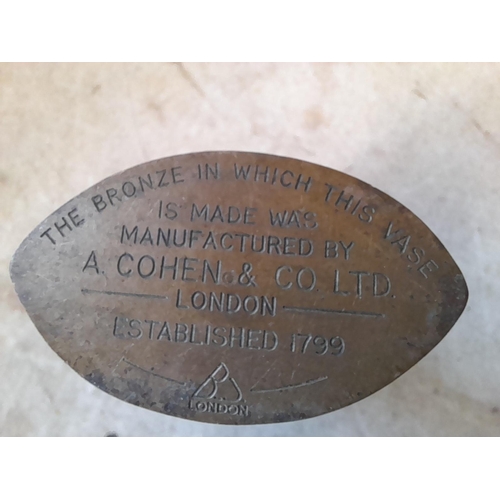 THE BRONZE IN WHICH THIS VASE
IS MADE WAS
MANUFACTURED BY
A. COHEN & CO. LTD.
LONDON
ESTABLISHED 1799
LONDON